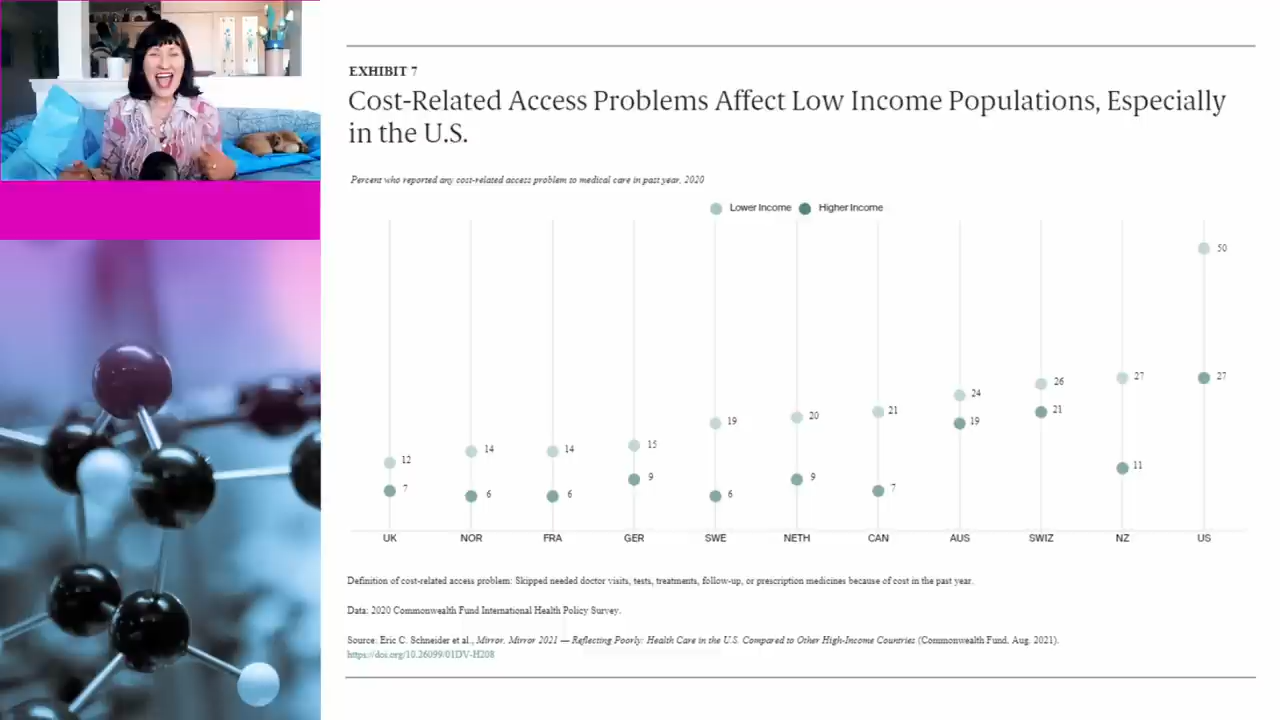 EXHIBIT 7
Cost-Related Access Problems Affect Low Income Populations, Especially
in the U.S.
Percent who reported any cost-related access problem to medical care in past year, 2020
Lower Income Higher Income
50
27
27
26
24
21
21
20
19
19
15
14
14
12
11
9
9
7
7
6
6
6
UK NOR FRA GER SWE NETH CAN AUS SWIZ NZ US
Definition of cost-related access problem: Skipped needed doctor visits, tests, treatments, follow-up, or prescription medicines because of cost in the past year.
Data: 2020 Commonwealth Fund International Health Policy Survey.
Source: Eric C. Schneider et al., Mirror, Mirror 2021 — Reflecting Poorly: Health Care in the U.S. Compared to Other High-Income Countries (Commonwealth Fund, Aug. 2021).
https://doi.org/10.26099/01DV-H208